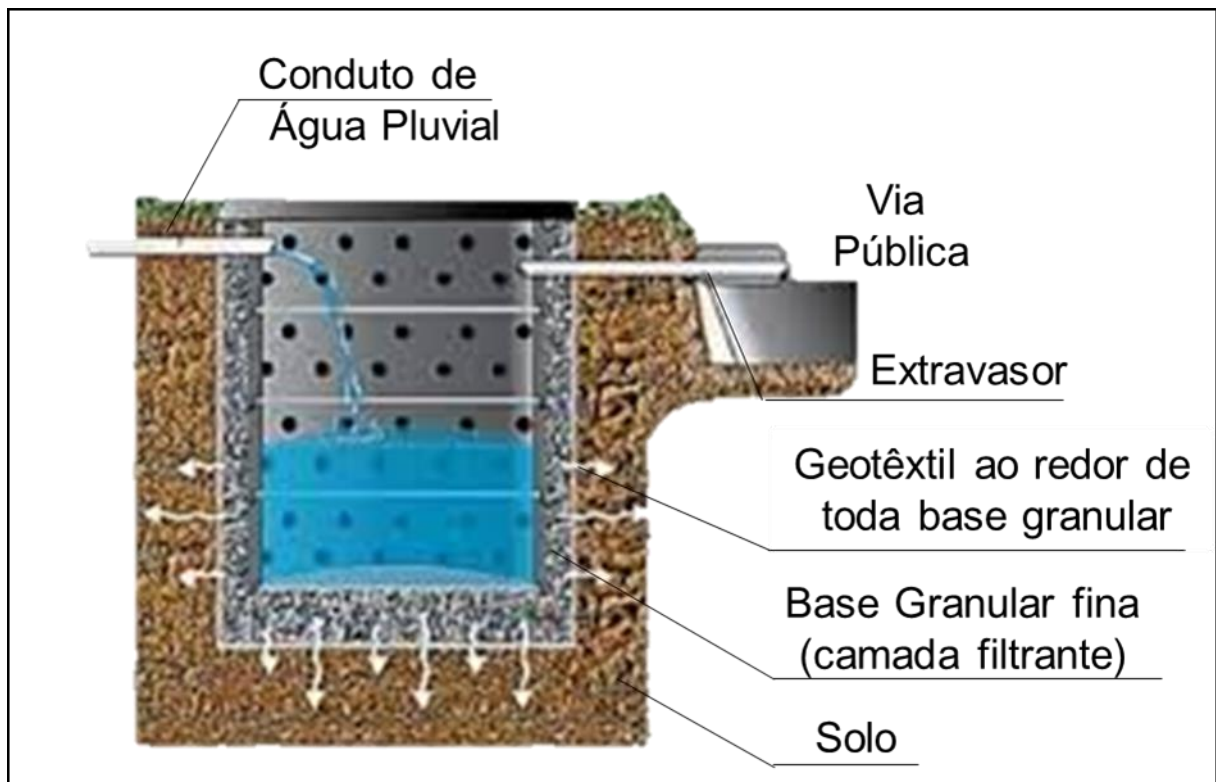 Conduto de
Água Pluvial
Via
Pública
Extravasor
Geotêxtil ao redor de
toda base granular
Base Granular fina
(camada filtrante)
Solo